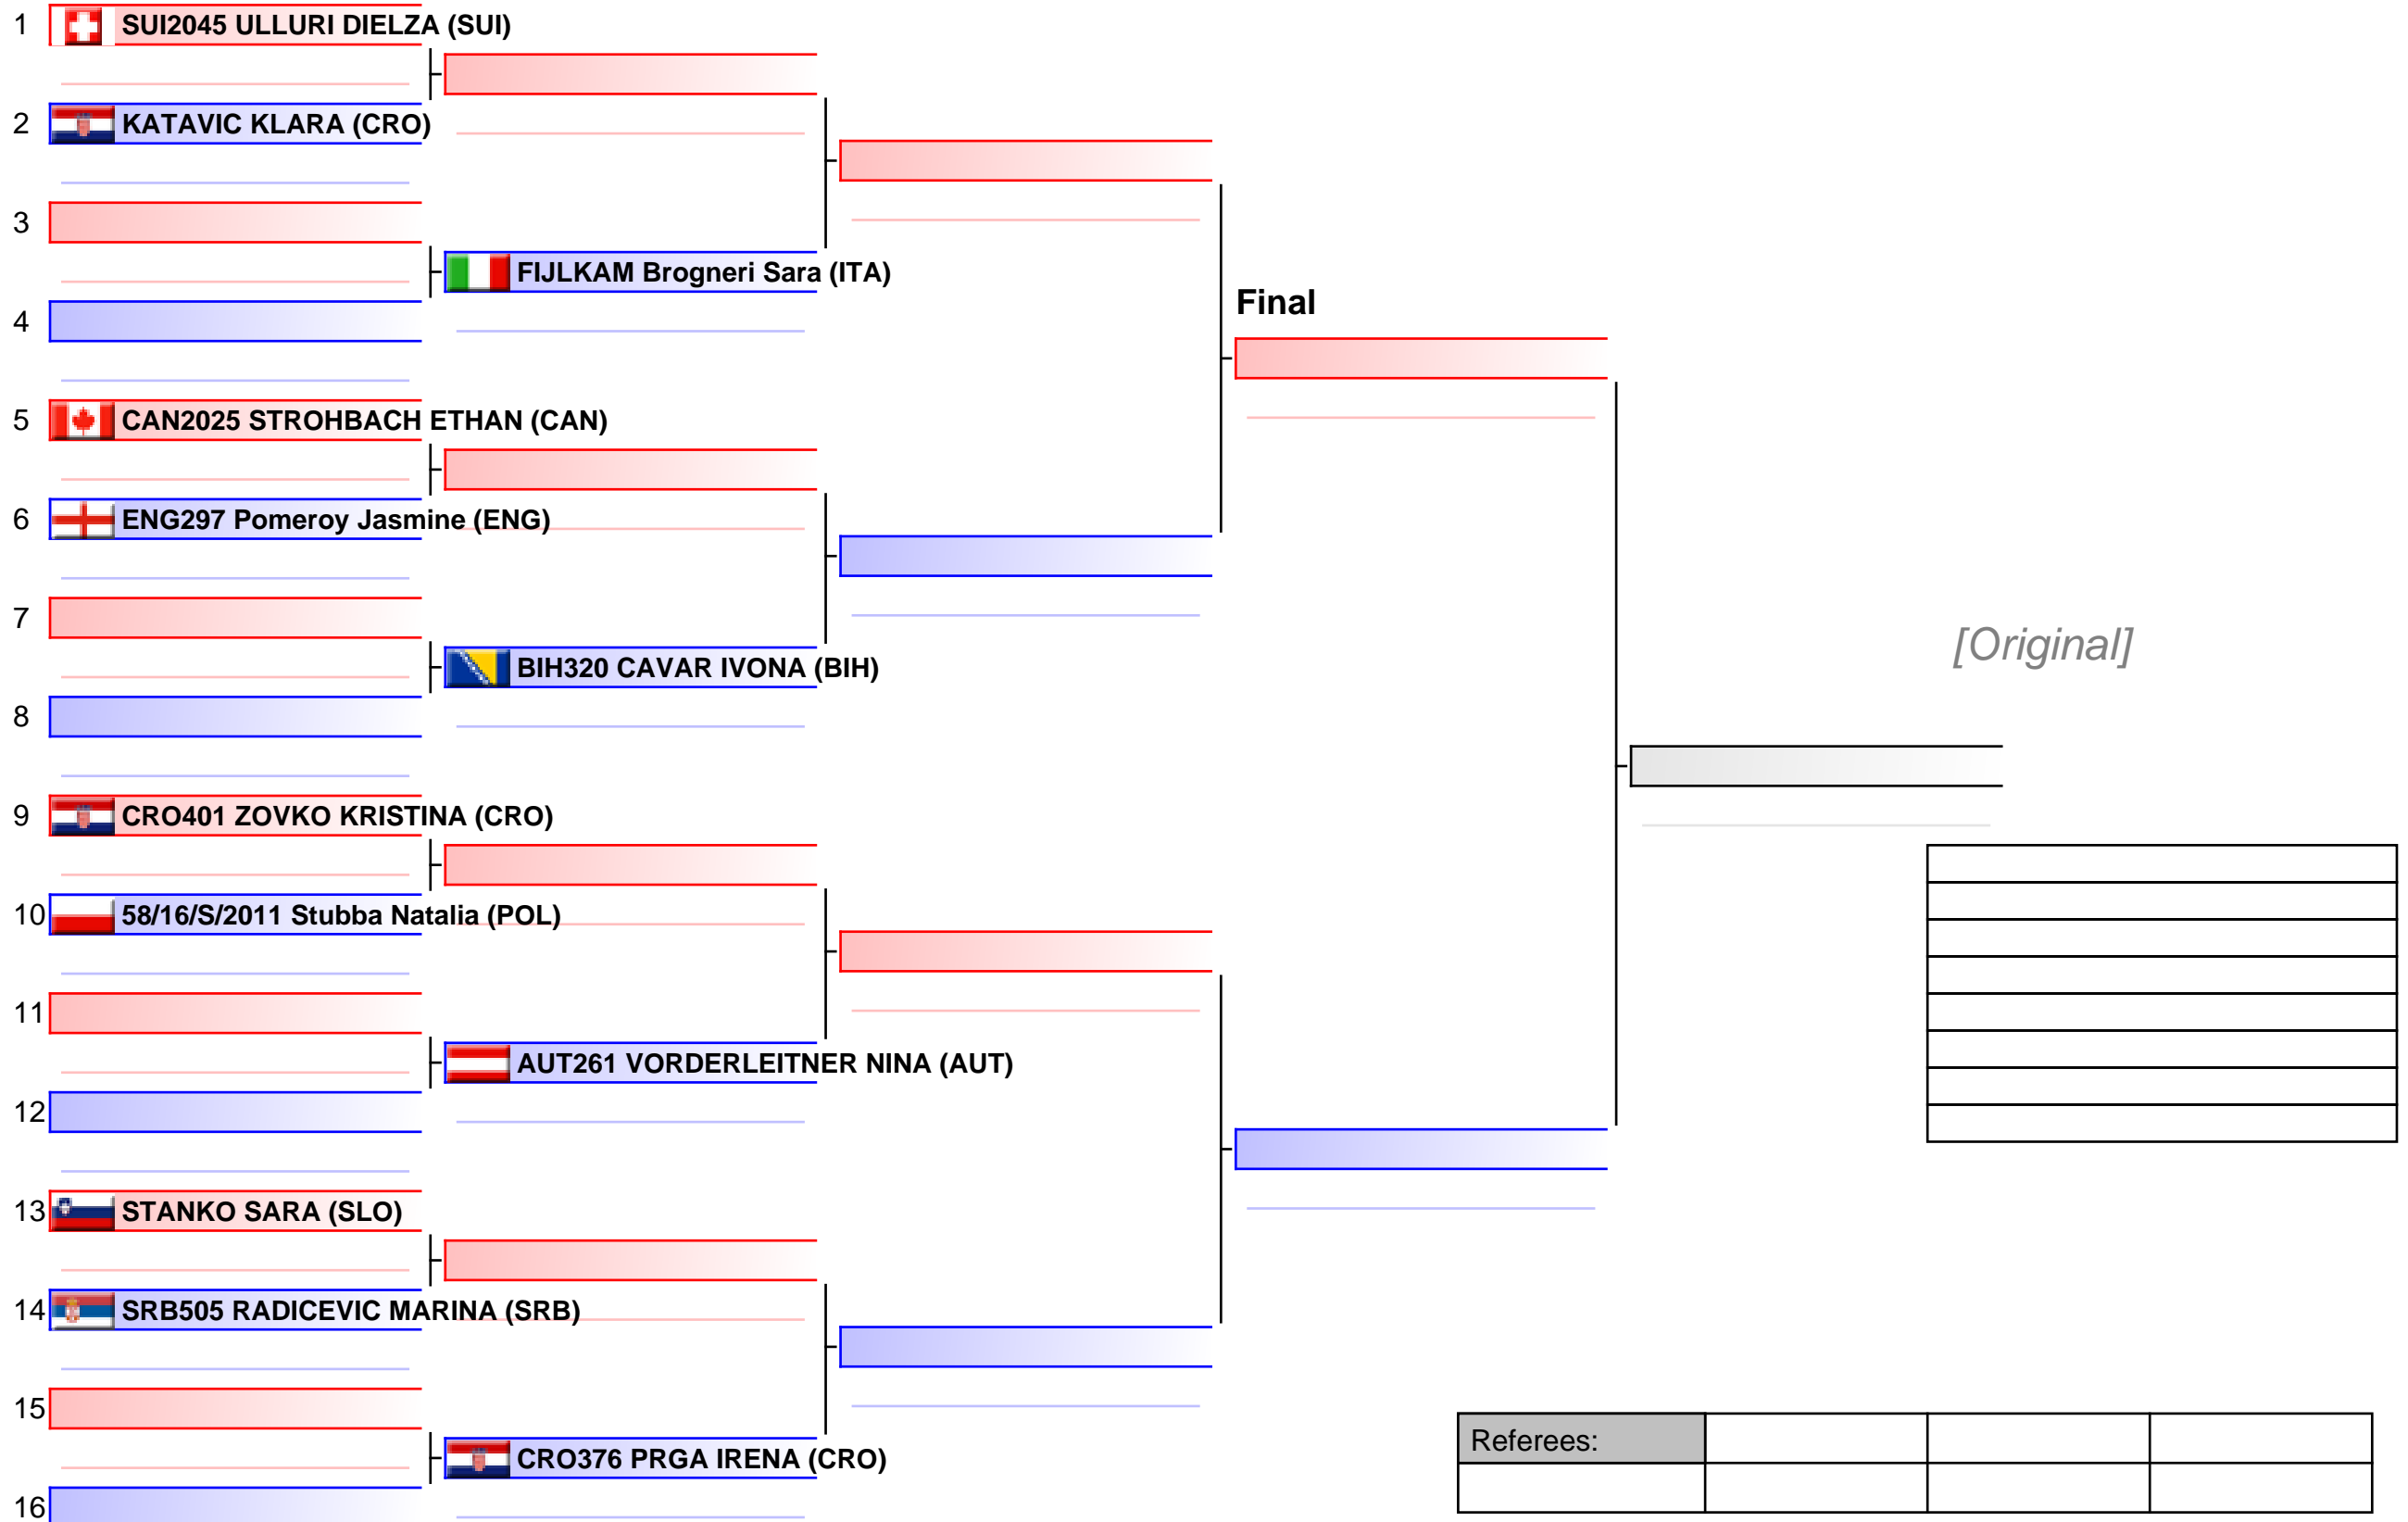 1 SUI2045 ULLURI DIELZA (SUI)
2 KATAVIC KLARA (CRO)
3
FIJLKAM Brogneri Sara (ITA)
4
Final
5 CAN2025 STROHBACH ETHAN (CAN)
6 ENG297 Pomeroy Jasmine (ENG)
7
[Original]
BIH320 CAVAR IVONA (BIH)
8
9 CRO401 ZOVKO KRISTINA (CRO)
10 58/16/S/2011 Stubba Natalia (POL)
11
AUT261 VORDERLEITNER NINA (AUT)
12
13 STANKO SARA (SLO)
14 SRB505 RADICEVIC MARINA (SRB)
15
Referees:
CRO376 PRGA IRENA (CRO)
16